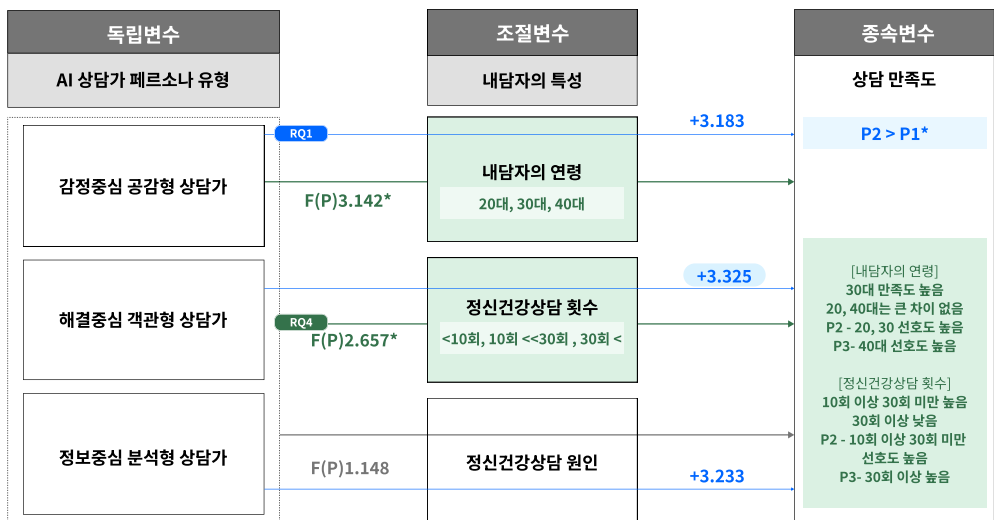 독립변수
AI 상담가 페르소나 유형
조절변수
내담자의 특성
종속변수
상담 만족도
RQ1
+3.183
P2 > P1*
감정중심 공감형 상담가
F(P)3.142*
내담자의 연령
20대, 30대, 40대
해결중심 객관형 상담가
RQ4
F(P)2.657*
정신건강상담 횟수
<10회, 10회 <<30회 , 30회 <
+3.325
[내담자의 연령]
30대 만족도 높음
20, 40대는 큰 차이 없음
P2 - 20, 30 선호도 높음
P3- 40대 선호도 높음
[정신건강상담 횟수]
10회 이상 30회 미만 높음
30회 이상 낮음
P2 - 10회 이상 30회 미만
선호도 높음
P3- 30회 이상 높음
정보중심 분석형 상담가
F(P)1.148
정신건강상담 원인
+3.233